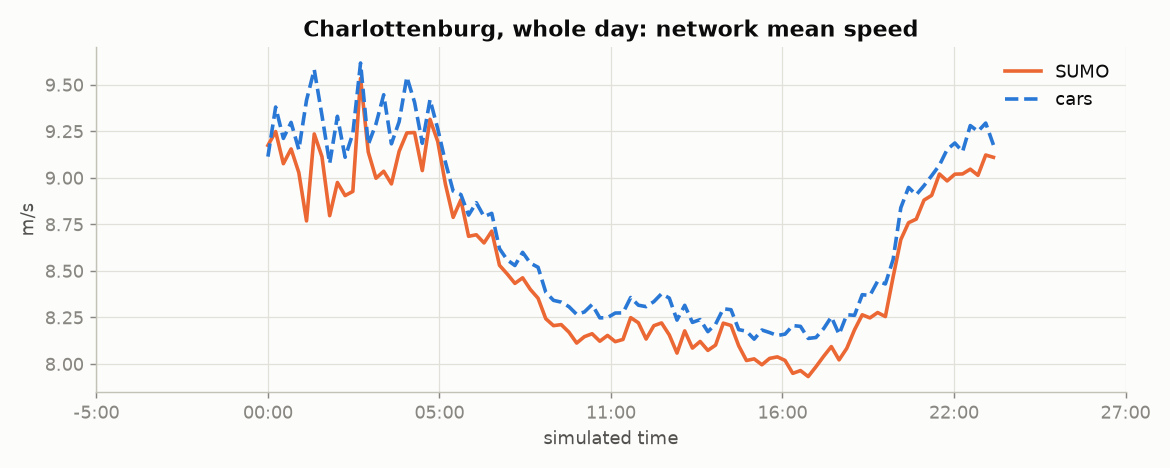 Charlottenburg, whole day: network mean speed
SUMO
cars
9.50
9.25
9.00
8.75
8.50
8.25
8.00
m/s
-5:00
00:00
05:00
11:00
16:00
22:00
27:00
simulated time